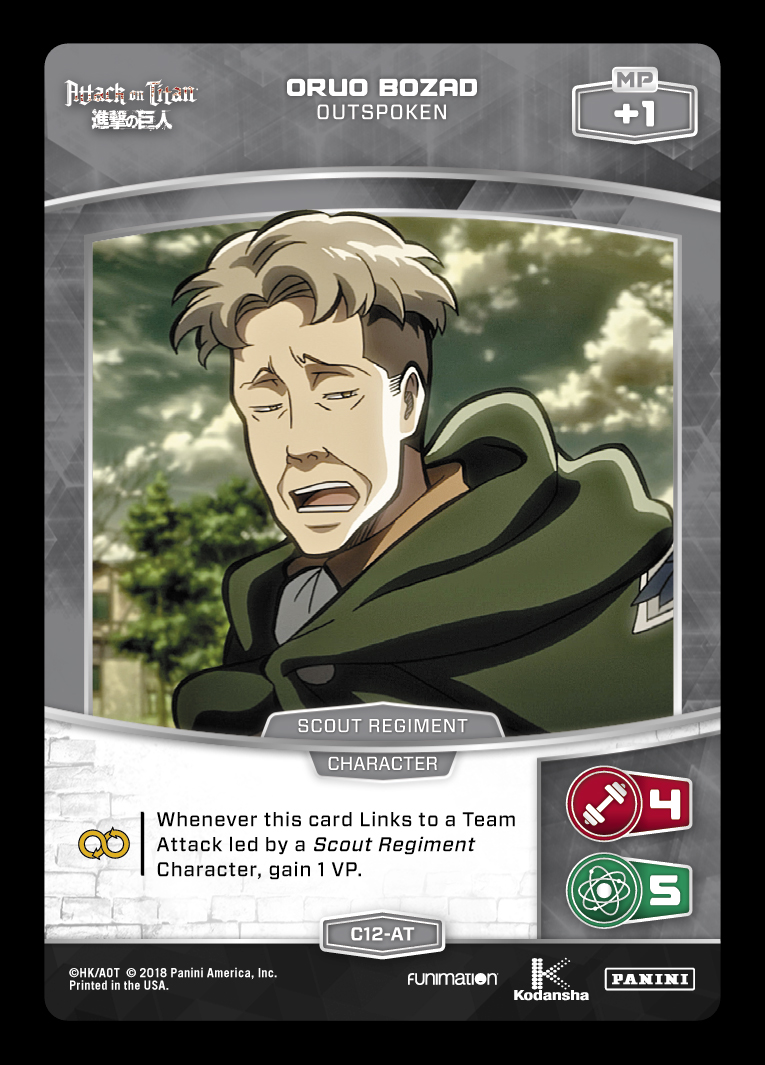 Attack on Titan
進撃の巨人
ORUO BOZAD
OUTSPOKEN
MP
+1
SCOUT REGIMENT
CHARACTER
Whenever this card Links to a Team
Attack led by a Scout Regiment
Character, gain 1 VP.
4
5
C12-AT
©HK/AOT © 2018 Panini America, Inc.
Printed in the USA.
FUNIMATION
K
Kodansha
PANINI